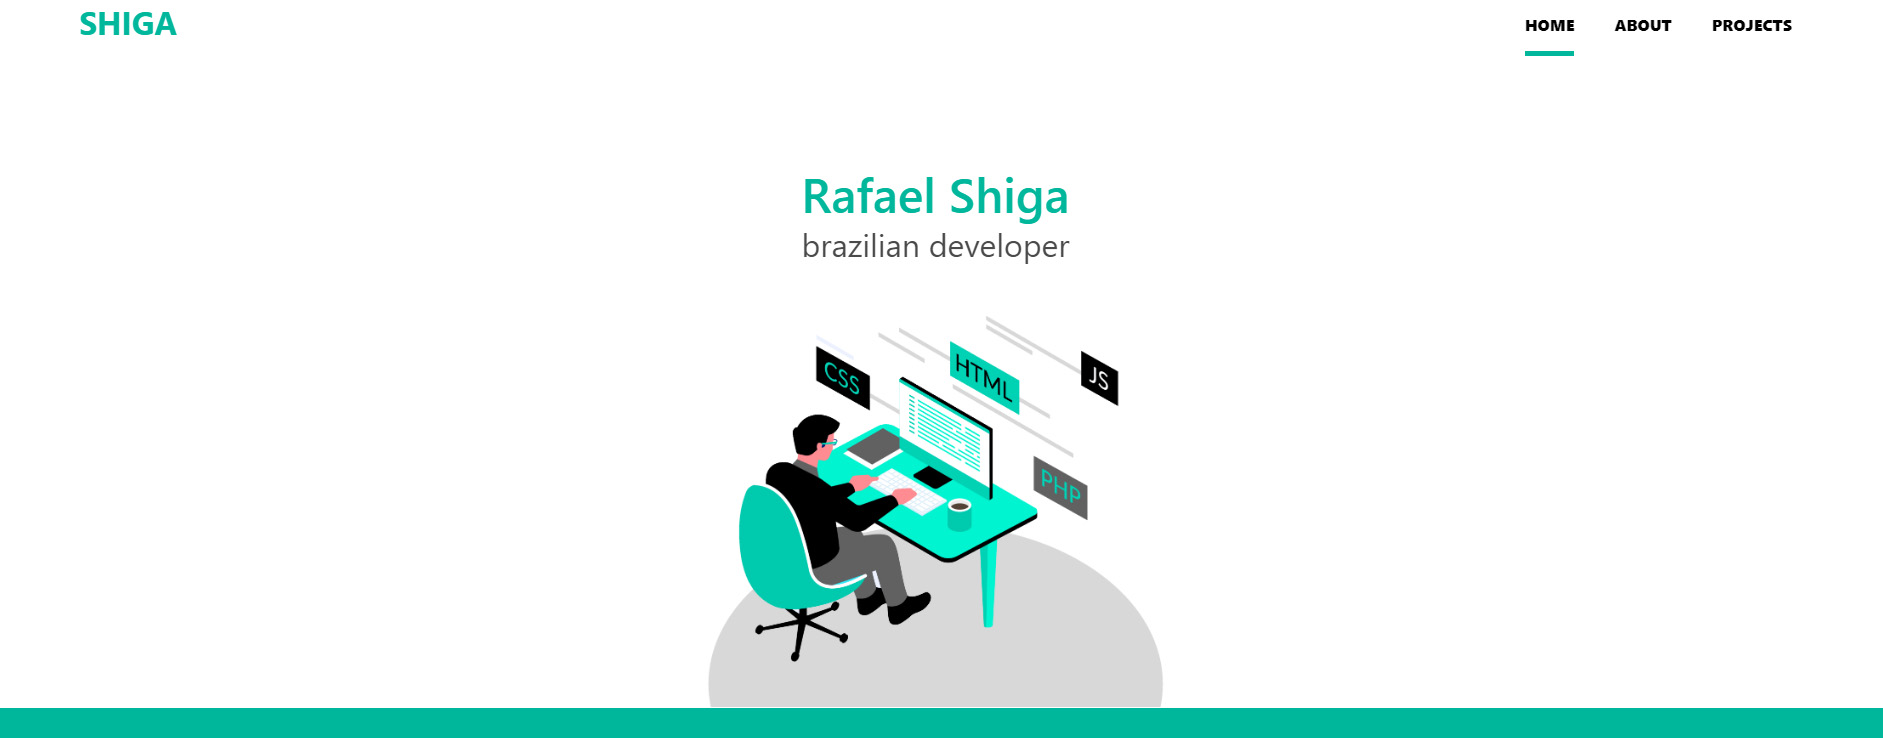 SHIGA
HOME ABOUT PROJECTS
Rafael Shiga
brazilian developer
CSS
HTML
JS
PHP